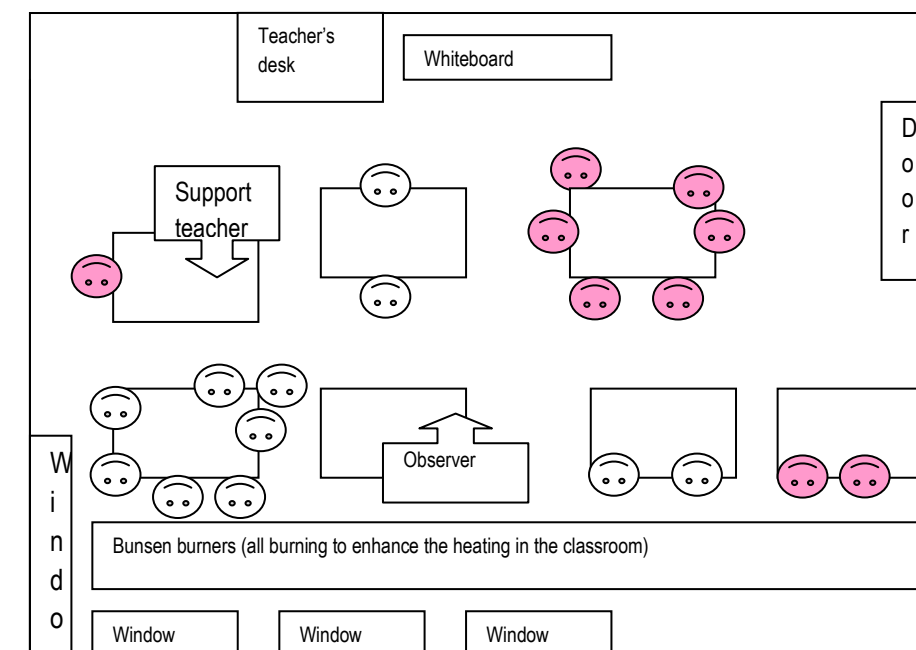 Teacher's
desk
Whiteboard
D
o
o
r
Support
teacher
Observer
W
i
n
d
o
Bunsen burners (all burning to enhance the heating in the classroom)
Window
Window
Window